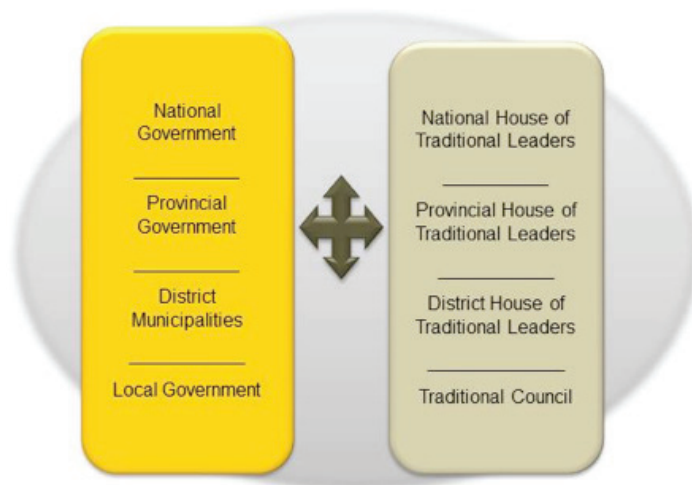 National
Government
Provincial
Government
District
Municipalities
Local Government
National House of
Traditional Leaders
Provincial House of
Traditional Leaders
District House of
Traditional Leaders
Traditional Council